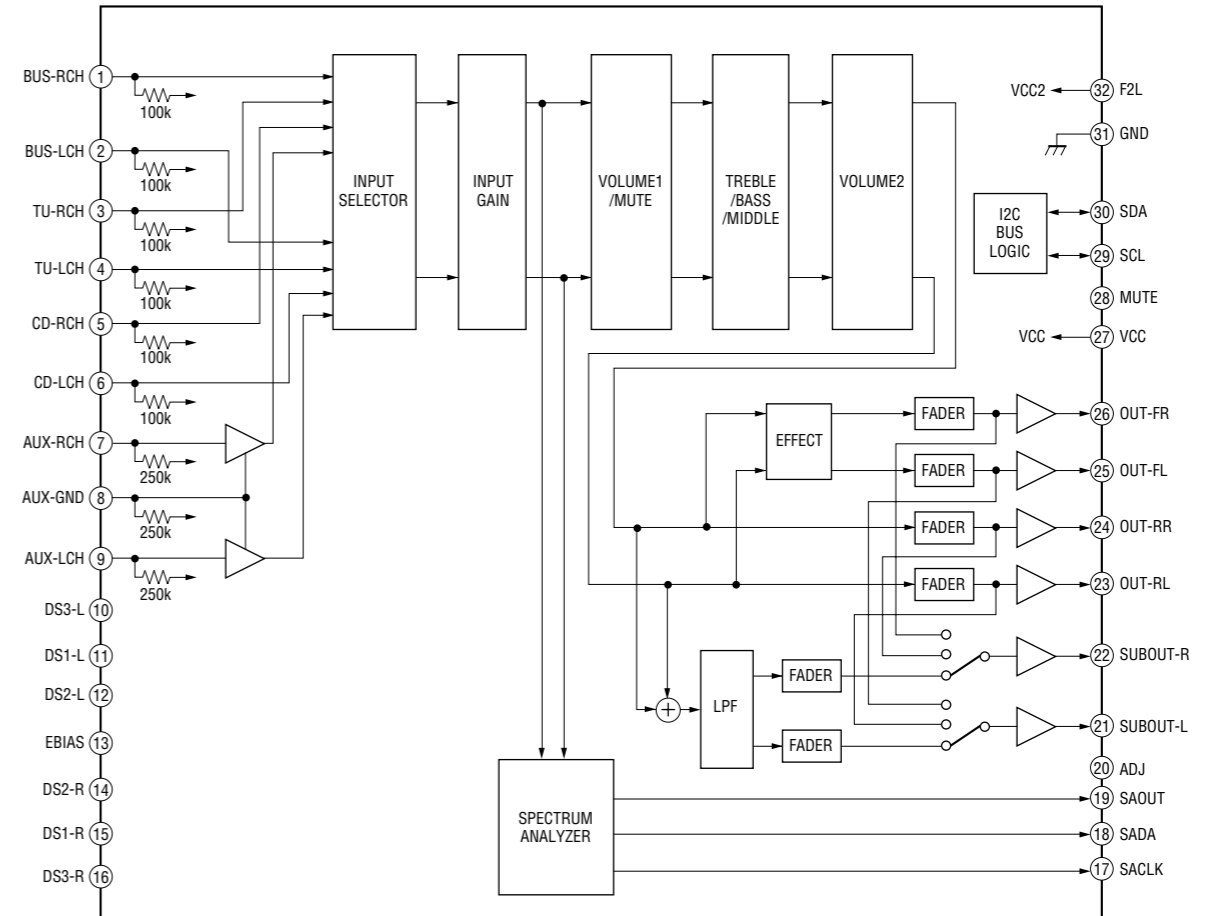 BUS-RCH 1
100k
BUS-LCH 2
100k
TU-RCH 3
100k
TU-LCH 4
100k
CD-RCH 5
100k
CD-LCH 6
100k
AUX-RCH 7
250k
AUX-GND 8
250k
AUX-LCH 9
250k
DS3-L 10
DS1-L 11
DS2-L 12
EBIAS 13
DS2-R 14
DS1-R 15
DS3-R 16
INPUT
SELECTOR
INPUT
GAIN
VOLUME1
/MUTE
TREBLE
/BASS
/MIDDLE
VOLUME2
EFFECT
FADER
FADER
FADER
FADER
LPF
FADER
FADER
+
SPECTRUM
ANALYZER
VCC2
32 F2L
31 GND
I2C
BUS
LOGIC
30 SDA
29 SCL
28 MUTE
VCC
27 VCC
26 OUT-FR
25 OUT-FL
24 OUT-RR
23 OUT-RL
22 SUBOUT-R
21 SUBOUT-L
20 ADJ
19 SAOUT
18 SADA
17 SACLK